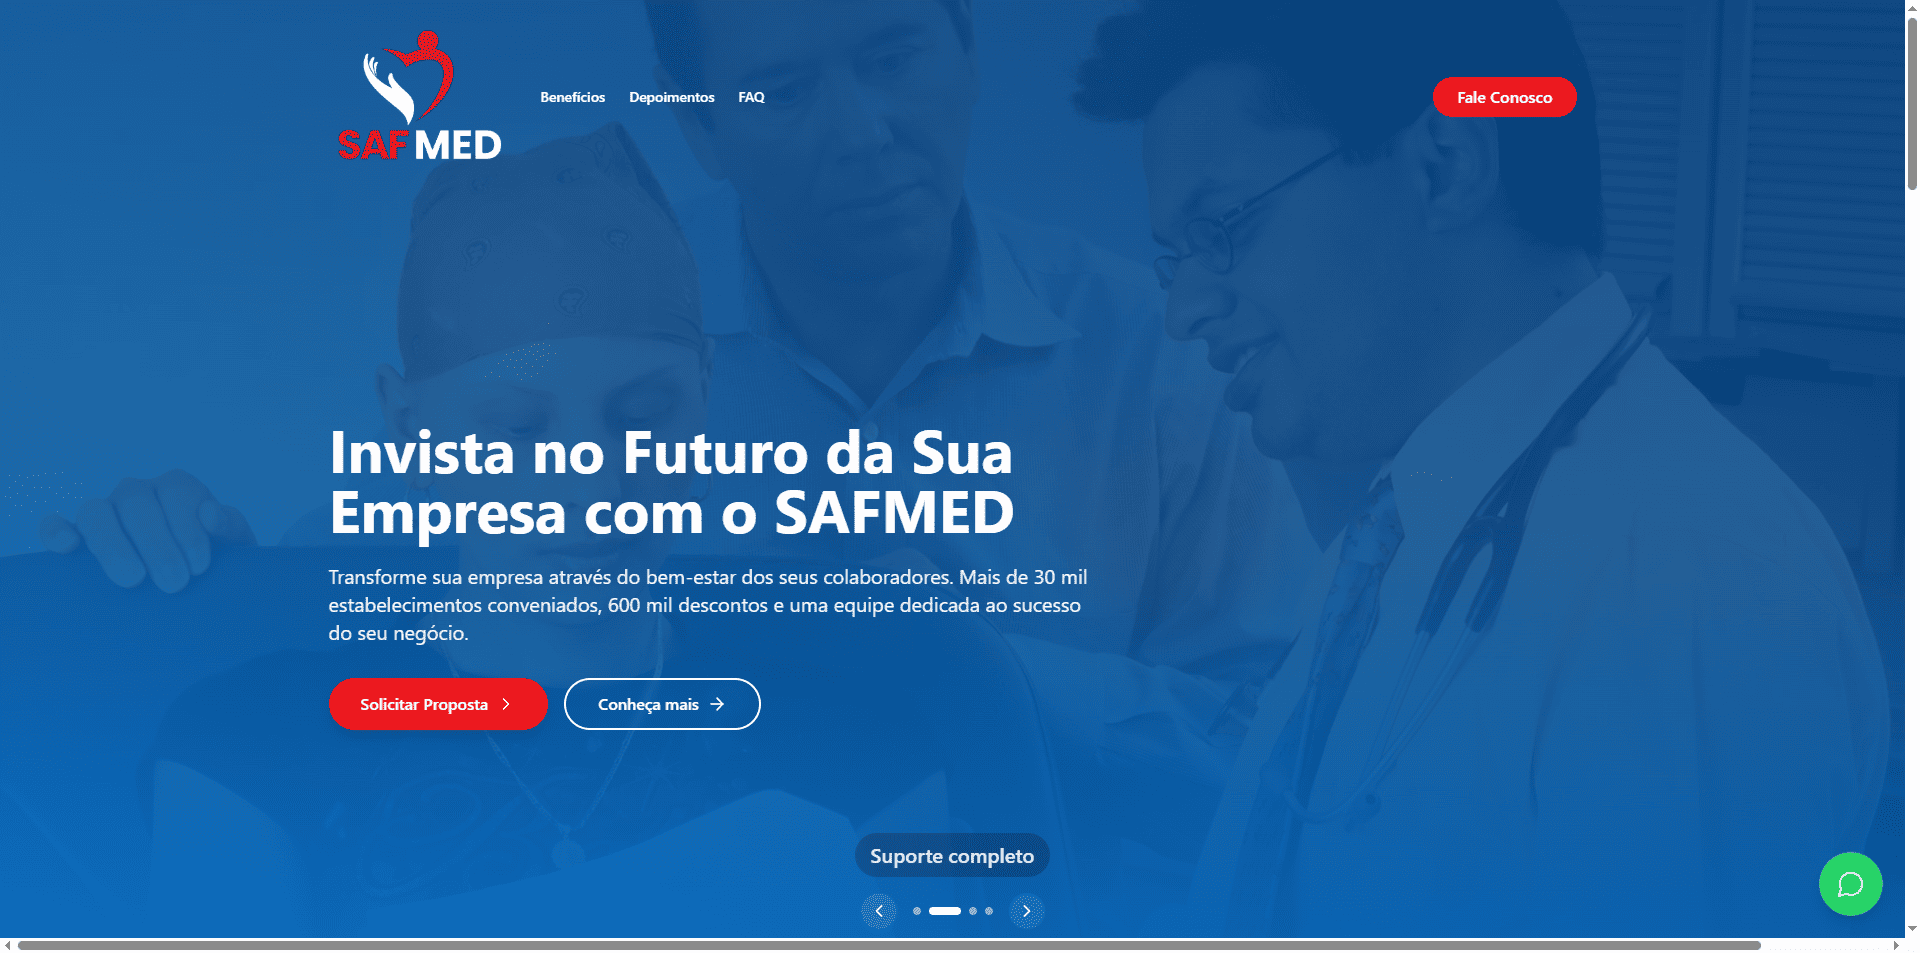 SAFMED
Benefícios
Depoimentos
FAQ
Fale Conosco
Invista no Futuro da Sua
Empresa com o SAFMED
Transforme sua empresa através do bem-estar dos seus colaboradores. Mais de 30 mil
estabelecimentos conveniados, 600 mil descontos e uma equipe dedicada ao sucesso
do seu negócio.
Solicitar Proposta
Conheça mais
Suporte completo